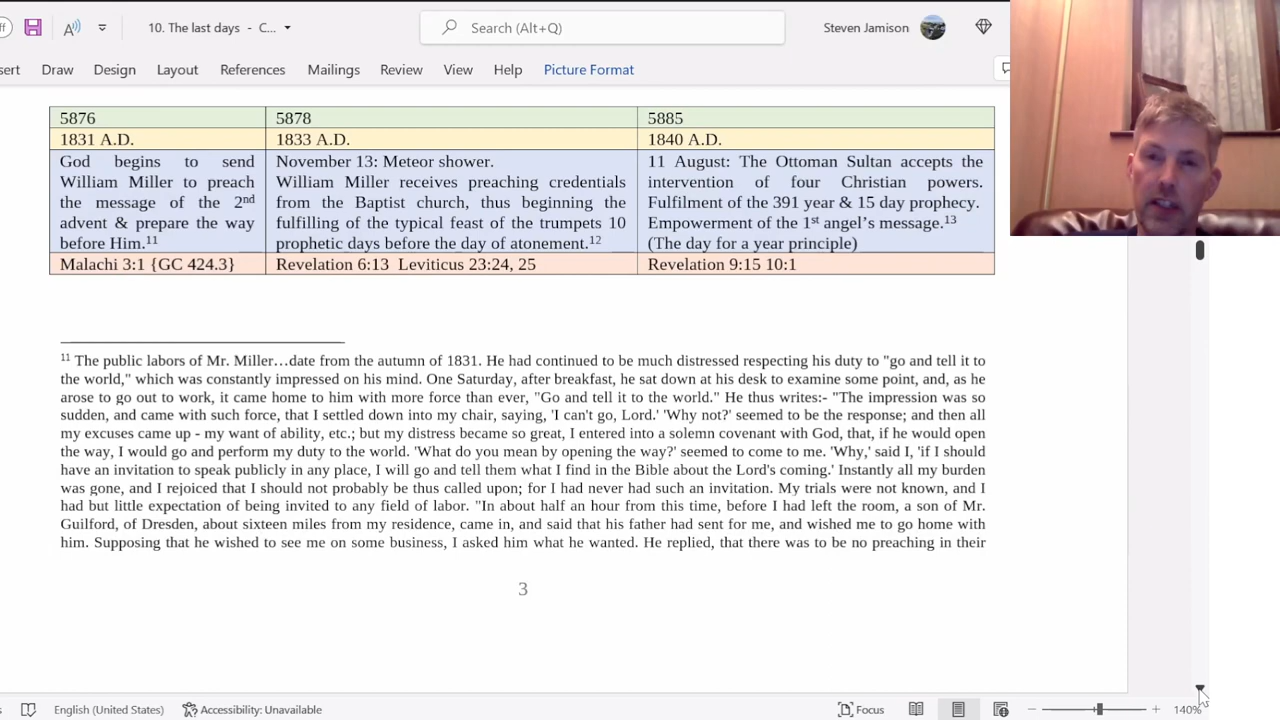 ff
10. The last days - C...
Search (Alt+Q)
Steven Jamison
sert Draw Design Layout References Mailings Review View Help Picture Format
5876 5878 5885
1831 A.D. 1833 A.D. 1840 A.D.
God begins to send
William Miller to preach
the message of the 2nd
advent & prepare the way
before Him.11
November 13: Meteor shower.
William Miller receives preaching credentials
from the Baptist church, thus beginning the
fulfilling of the typical feast of the trumpets 10
prophetic days before the day of atonement.12
11 August: The Ottoman Sultan accepts the
intervention of four Christian powers.
Fulfilment of the 391 year & 15 day prophecy.
Empowerment of the 1st angel's message.13
(The day for a year principle)
Malachi 3:1 {GC 424.3} Revelation 6:13 Leviticus 23:24, 25 Revelation 9:15 10:1
11 The public labors of Mr. Miller…date from the autumn of 1831. He had continued to be much distressed respecting his duty to "go and tell it to
the world," which was constantly impressed on his mind. One Saturday, after breakfast, he sat down at his desk to examine some point, and, as he
arose to go out to work, it came home to him with more force than ever, "Go and tell it to the world." He thus writes:- "The impression was so
sudden, and came with such force, that I settled down into my chair, saying, 'I can't go, Lord.' 'Why not?' seemed to be the response; and then all
my excuses came up - my want of ability, etc.; but my distress became so great, I entered into a solemn covenant with God, that, if he would open
the way, I would go and perform my duty to the world. 'What do you mean by opening the way?' seemed to come to me. 'Why,' said I, 'if I should
have an invitation to speak publicly in any place, I will go and tell them what I find in the Bible about the Lord's coming.' Instantly all my burden
was gone, and I rejoiced that I should not probably be thus called upon; for I had never had such an invitation. My trials were not known, and I
had but little expectation of being invited to any field of labor. "In about half an hour from this time, before I had left the room, a son of Mr.
Guilford, of Dresden, about sixteen miles from my residence, came in, and said that his father had sent for me, and wished me to go home with
him. Supposing that he wished to see me on some business, I asked him what he wanted. He replied, that there was to be no preaching in their
3
English (United States) Accessibility: Unavailable Focus 140%